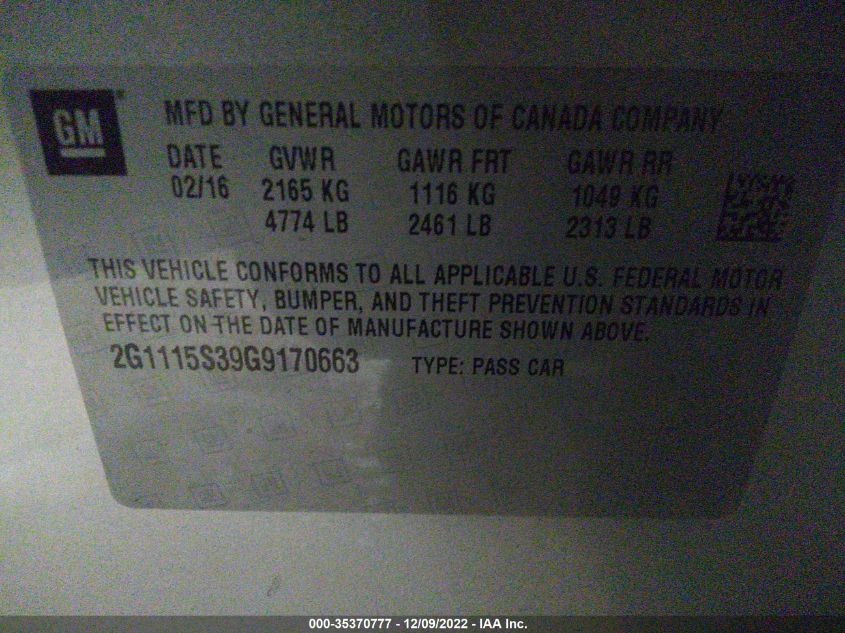 GM
MFD BY GENERAL MOTORS OF CANADA COMPANY
DATE GVWR GAWR FRT GAWR RR
02/16 2165 KG 1116 KG 1049 KG
4774 LB 2461 LB 2313 LB
THIS VEHICLE CONFORMS TO ALL APPLICABLE U.S. FEDERAL MOTOR
VEHICLE SAFETY, BUMPER, AND THEFT PREVENTION STANDARDS IN
EFFECT ON THE DATE OF MANUFACTURE SHOWN ABOVE.
2G1115S39G9170663 TYPE: PASS CAR
000-35370777 - 12/09/2022 - IAA Inc.